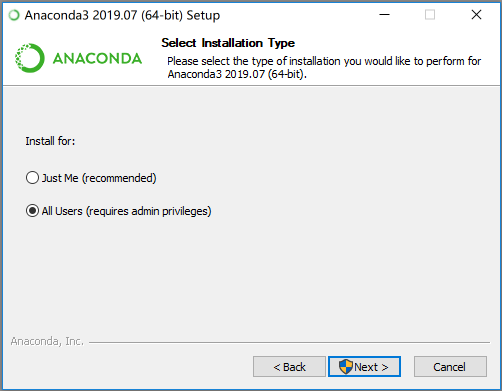 Anaconda3 2019.07 (64-bit) Setup
ANACONDA
Select Installation Type
Please select the type of installation you would like to perform for
Anaconda3 2019.07 (64-bit).
Install for:
Just Me (recommended)
All Users (requires admin privileges)
Anaconda, Inc.
< Back
Next >
Cancel